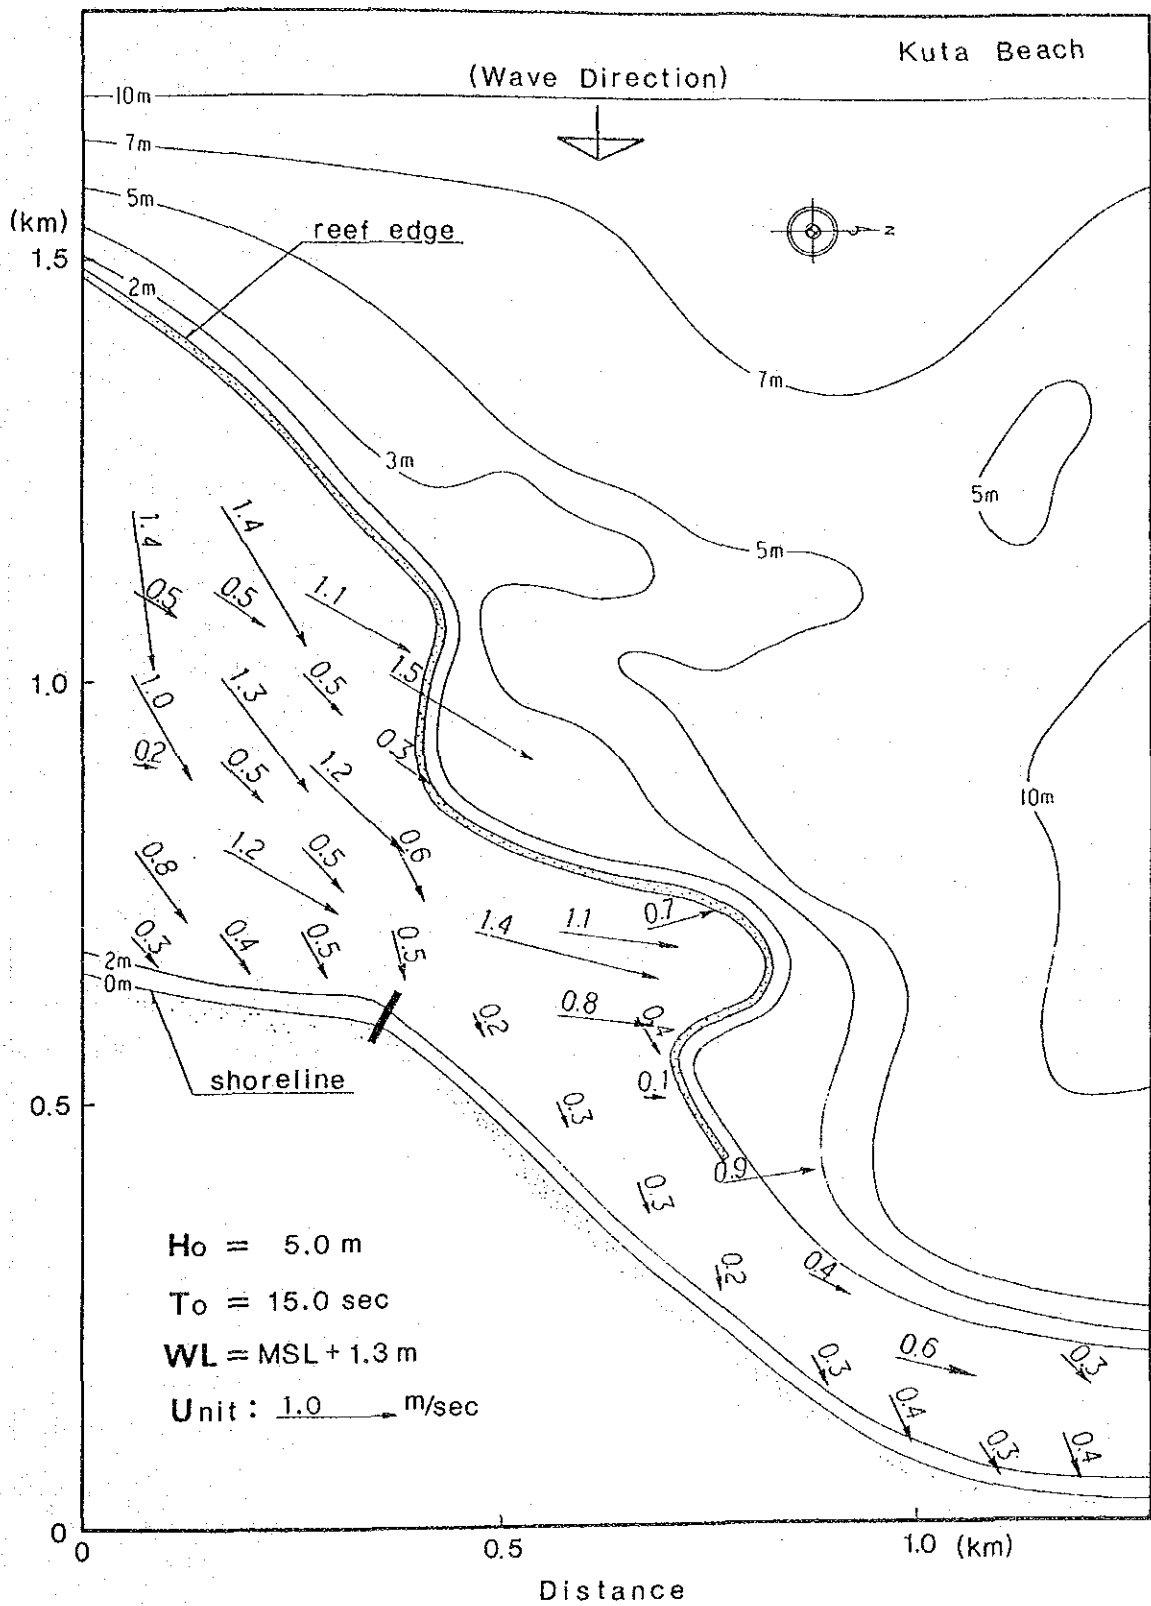 Kuta Beach
(Wave Direction)
10m
7m
5m
(km)
reef edge
N
1.5
2m
7m
3m
5m
1.4
1.4
5m
0.5
0.5
1.1
1.0
1.0
1.3
0.5
1.5
0.2
0.5
1.2
0.3
10m
0.8
1.2
0.5
0.6
0.3
0.4
0.5
0.5
1.4
1.1
0.7
2m
0m
0.2
0.8
0.4
shoreline
0.5
0.3
0.1
0.3
0.9
Ho = 5.0 m
0.2
0.4
To = 15.0 sec
WL = MSL + 1.3 m
0.3
0.6
0.3
Unit : 1.0 m/sec
0.4
0.3
0.4
0
0
0.5
1.0 (km)
Distance